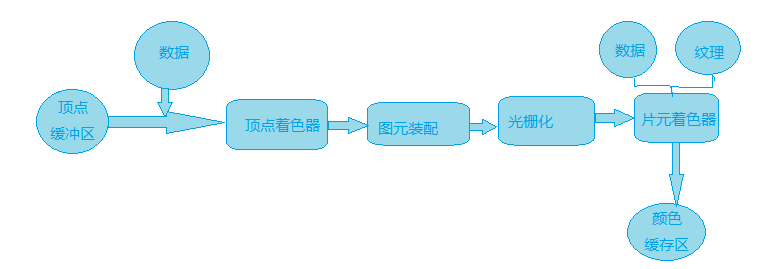 数据
数据
纹理
顶点
缓冲区
顶点着色器
图元装配
光栅化
片元着色器
颜色
缓存区